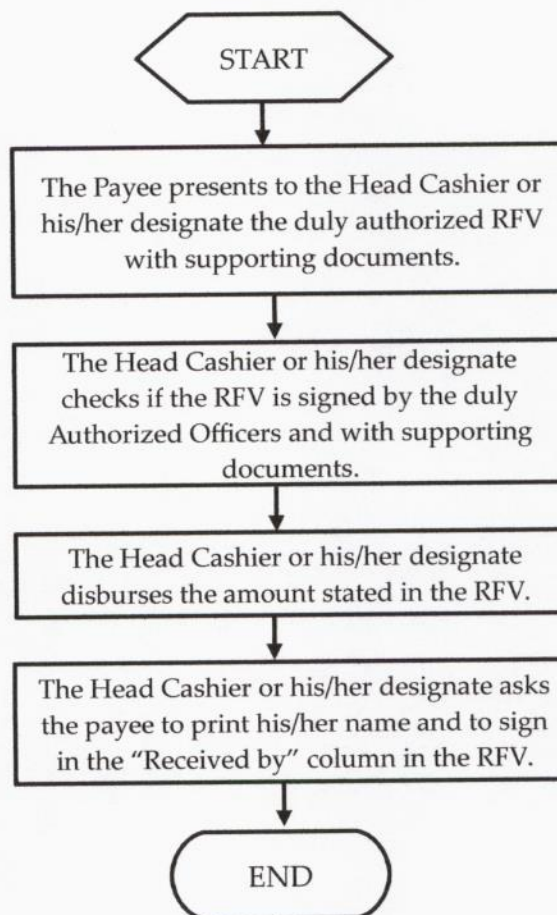 START
The Payee presents to the Head Cashier or
his/her designate the duly authorized RFV
with supporting documents.
The Head Cashier or his/her designate
checks if the RFV is signed by the duly
Authorized Officers and with supporting
documents.
The Head Cashier or his/her designate
disburses the amount stated in the RFV.
The Head Cashier or his/her designate asks
the payee to print his/her name and to sign
in the “Received by” column in the RFV.
END